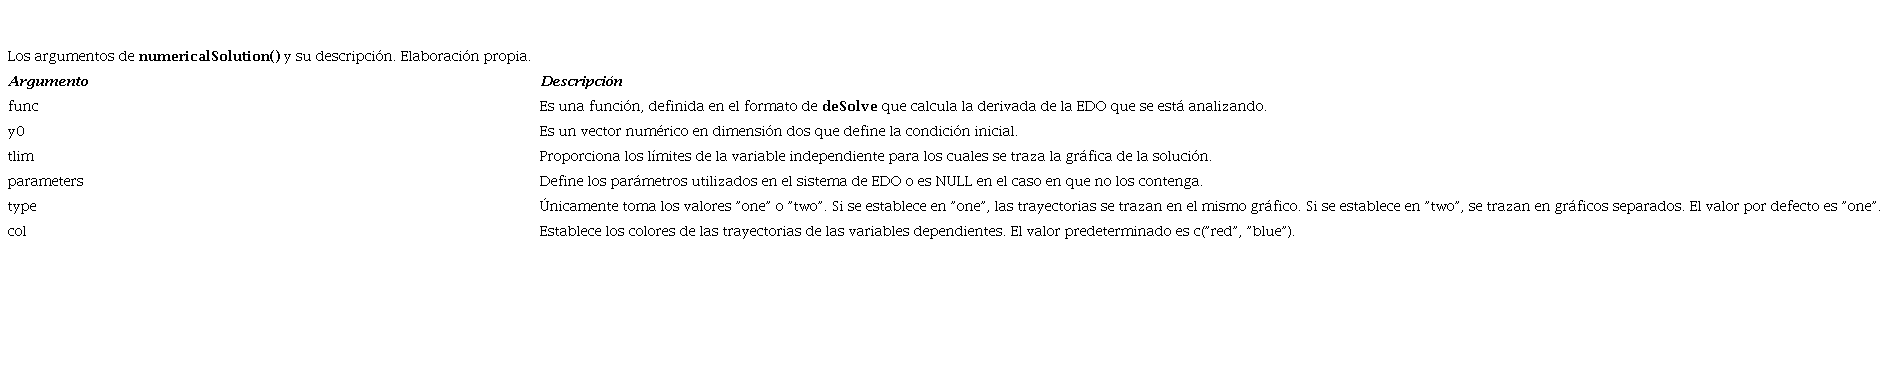 Los argumentos de numericalSolution() y su descripción. Elaboración propia.
Argumento Descripción
func Es una función, definida en el formato de deSolve que calcula la derivada de la EDO que se está analizando.
y0 Es un vector numérico en dimensión dos que define la condición inicial.
tlim Proporciona los límites de la variable independiente para los cuales se traza la gráfica de la solución.
parameters Define los parámetros utilizados en el sistema de EDO o es NULL en el caso en que no los contenga.
type Únicamente toma los valores ”one” o ”two”. Si se establece en ”one”, las trayectorias se trazan en el mismo gráfico. Si se establece en ”two”, se trazan en gráficos separados. El valor por defecto es ”one”.
col Establece los colores de las trayectorias de las variables dependientes. El valor predeterminado es c(”red”, ”blue”).